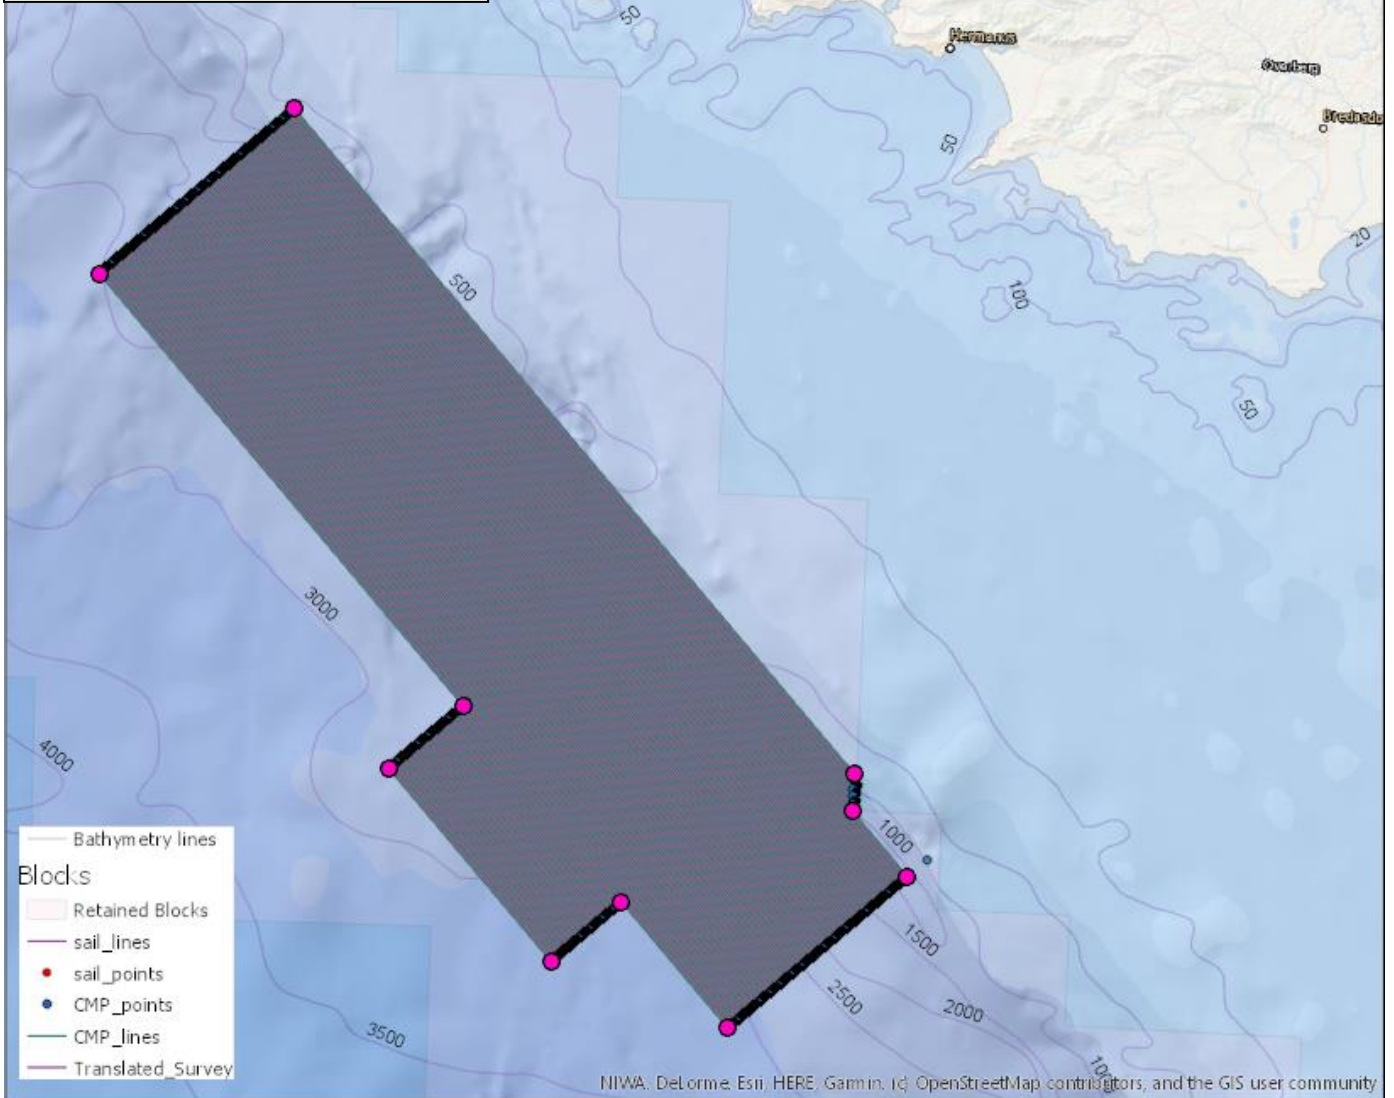 50
Hermanus
Overberg
50
20
500
100
50
3000
4000
1000
1500
2500
2000
3500
Bathymetry lines
Blocks
Retained Blocks
sail_lines
sail_points
CMP_points
CMP_lines
Translated_Survey
NIWA, DeLorme, Esri, HERE, Garmin, (c) OpenStreetMap contributors, and the GIS user community